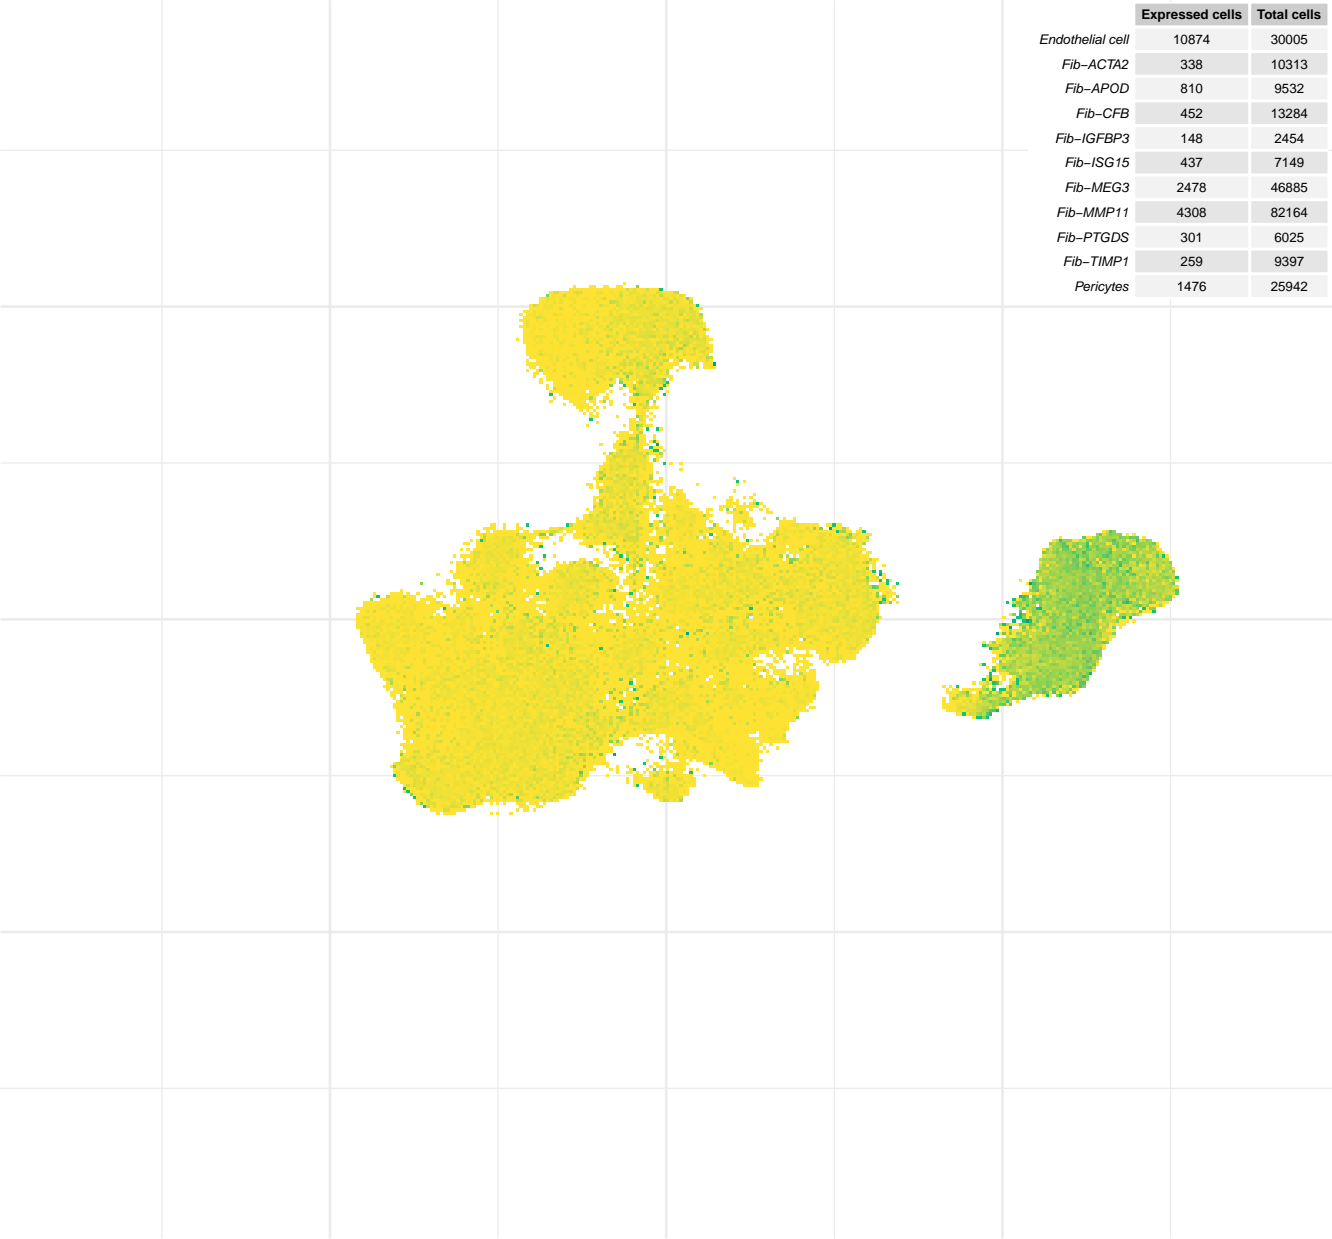 Expressed cells Total cells
Endothelial cell 10874 30005
Fib−ACTA2 338 10313
Fib−APOD 810 9532
Fib−CFB 452 13284
Fib−IGFBP3 148 2454
Fib−ISG15 437 7149
Fib−MEG3 2478 46885
Fib−MMP11 4308 82164
Fib−PTGDS 301 6025
Fib−TIMP1 259 9397
Pericytes 1476 25942